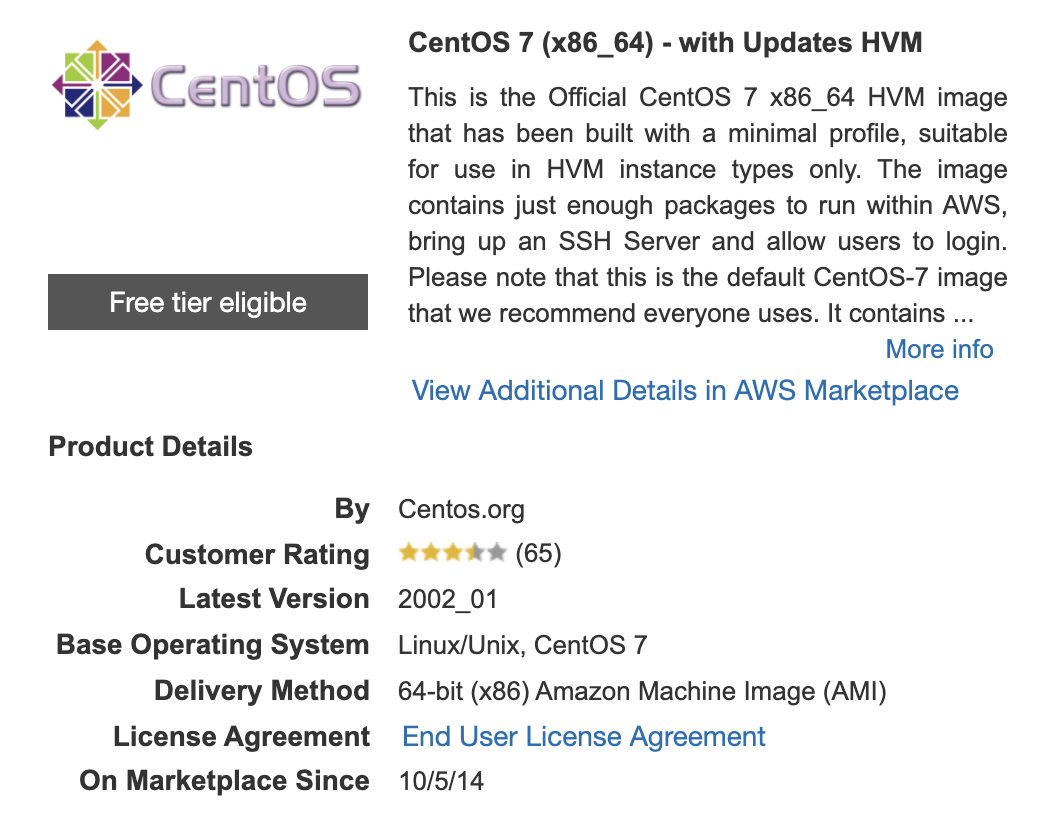 CentOS
CentOS 7 (x86_64) - with Updates HVM
This is the Official CentOS 7 x86_64 HVM image
that has been built with a minimal profile, suitable
for use in HVM instance types only. The image
contains just enough packages to run within AWS,
bring up an SSH Server and allow users to login.
Please note that this is the default CentOS-7 image
that we recommend everyone uses. It contains ...
More info
Free tier eligible
View Additional Details in AWS Marketplace
Product Details
By Centos.org
Customer Rating (65)
Latest Version 2002_01
Base Operating System Linux/Unix, CentOS 7
Delivery Method 64-bit (x86) Amazon Machine Image (AMI)
License Agreement End User License Agreement
On Marketplace Since 10/5/14